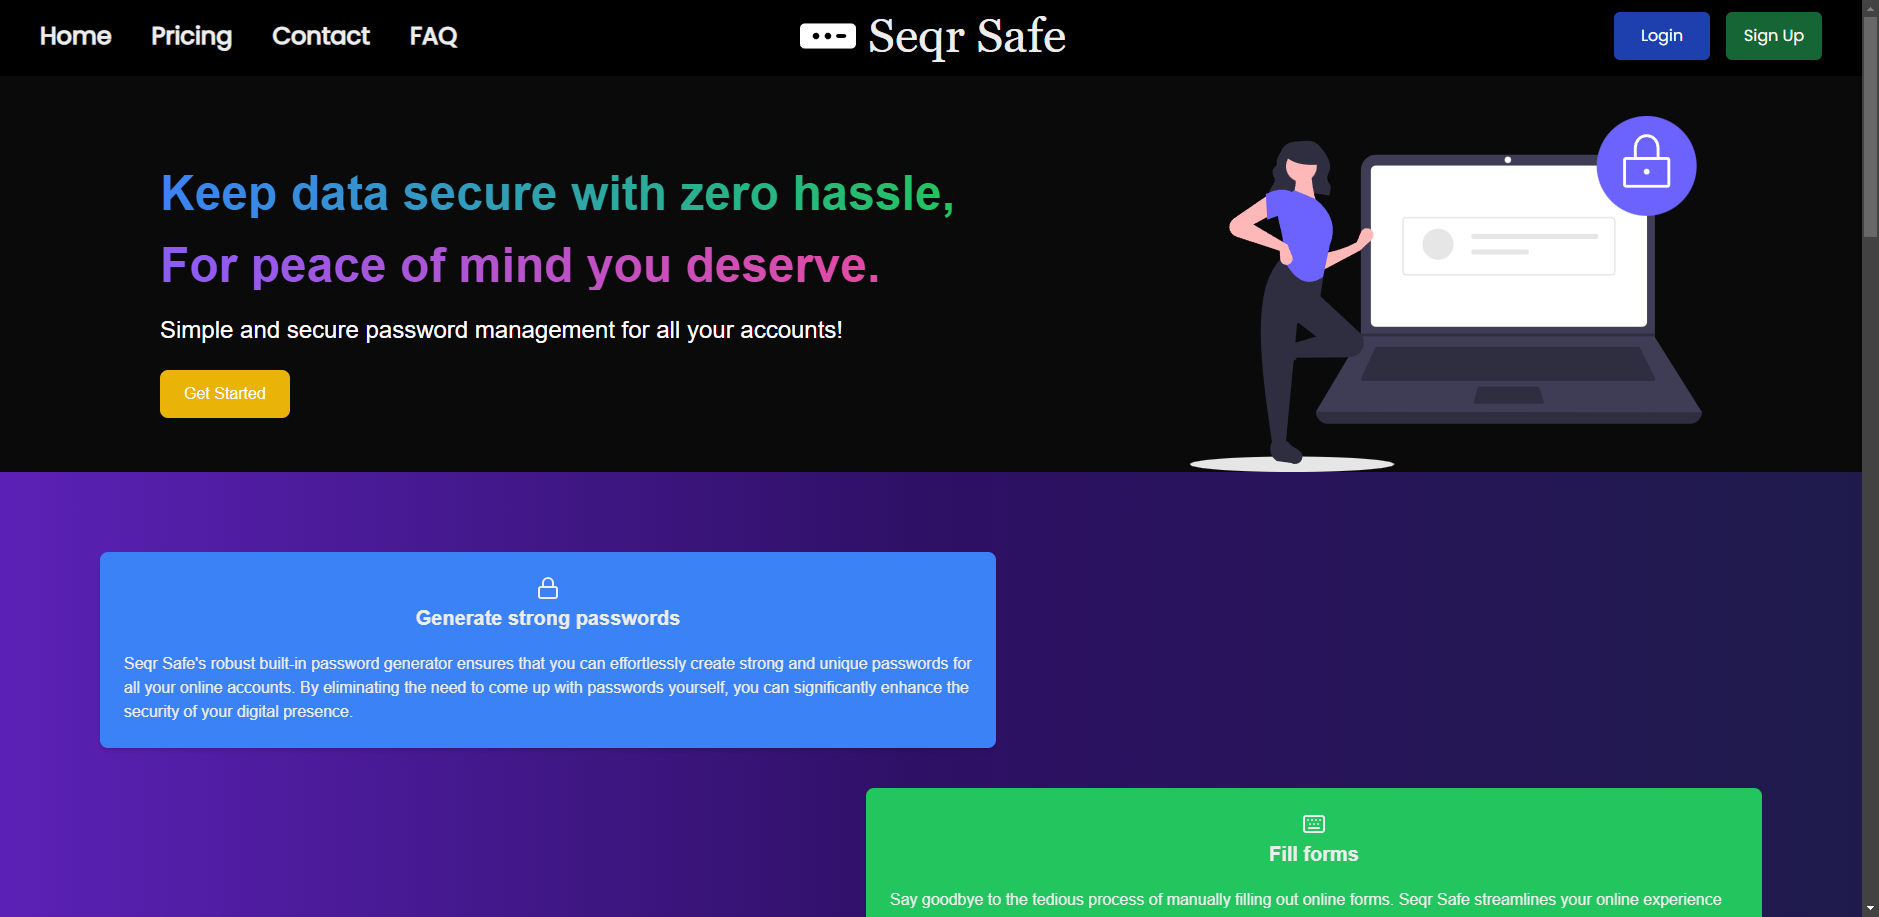 Home Pricing Contact FAQ Seqr Safe Login Sign Up
Keep data secure with zero hassle,
For peace of mind you deserve.
Simple and secure password management for all your accounts!
Get Started
Generate strong passwords
Seqr Safe's robust built-in password generator ensures that you can effortlessly create strong and unique passwords for
all your online accounts. By eliminating the need to come up with passwords yourself, you can significantly enhance the
security of your digital presence.
Fill forms
Say goodbye to the tedious process of manually filling out online forms. Seqr Safe streamlines your online experience